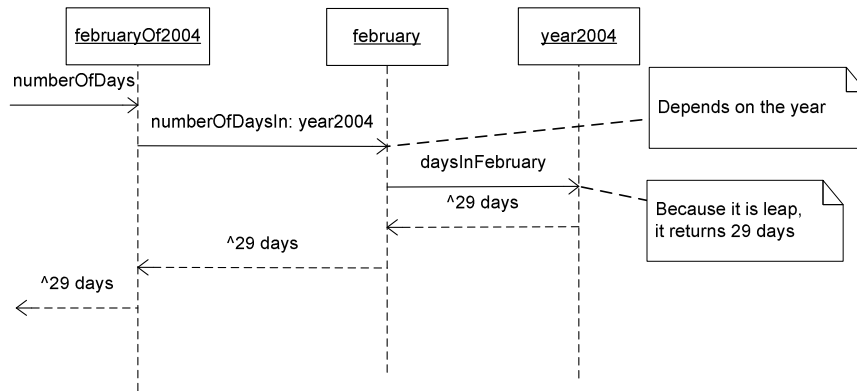 februaryOf2004
february
year2004
numberOfDays
Depends on the year
numberOfDaysIn: year2004
daysInFebruary
^29 days
Because it is leap,
it returns 29 days
^29 days
^29 days